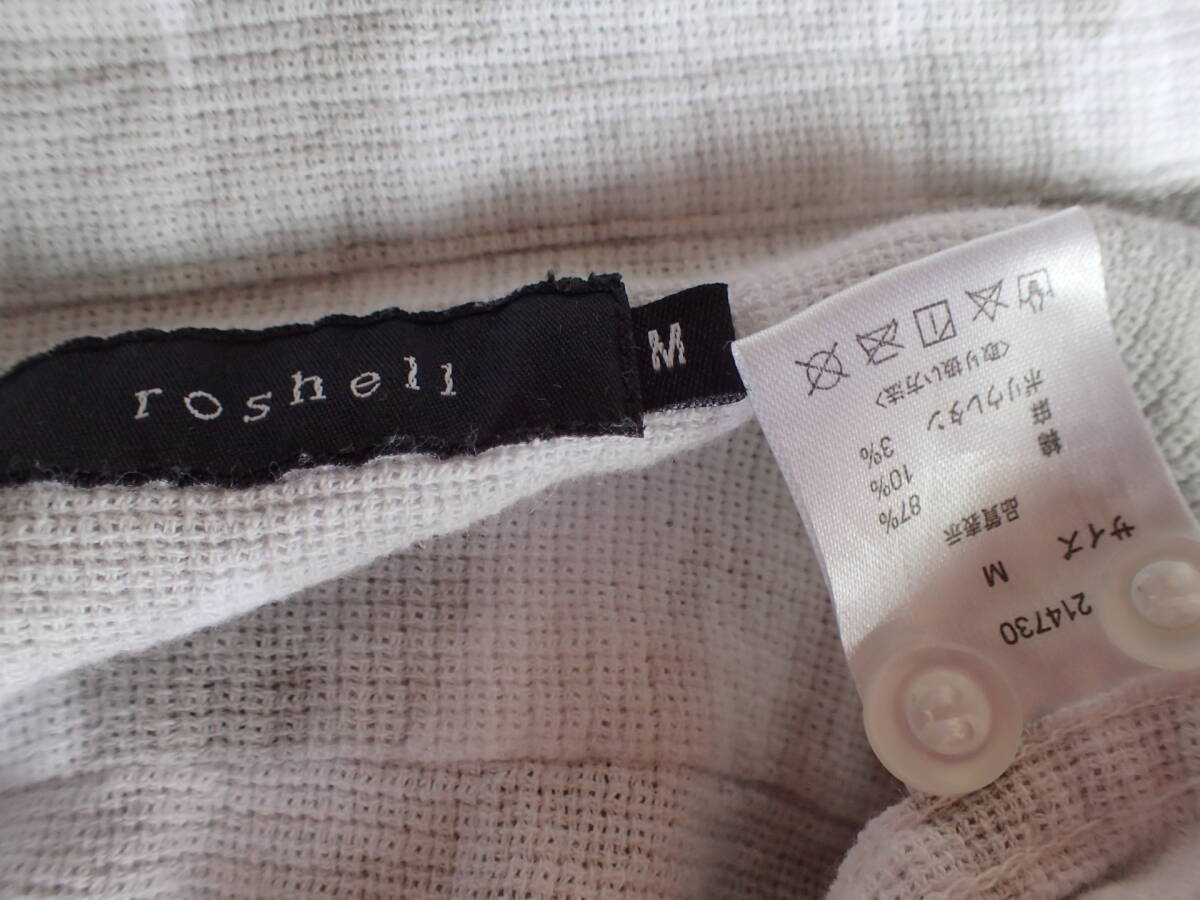 roshell
M
214730
サイズ M
品質表示
綿 87%
麻 10%
ポリウレタン 3%
〈取り扱い方法〉